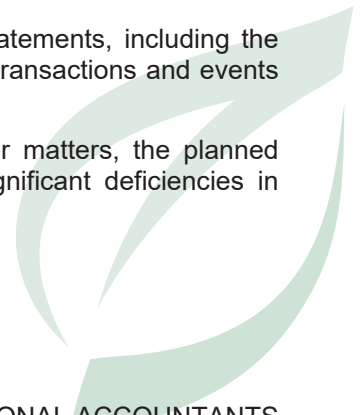 atements, including the
ransactions and events
r matters, the planned
gnificant deficiencies in
ONAL ACCOUNTANTS